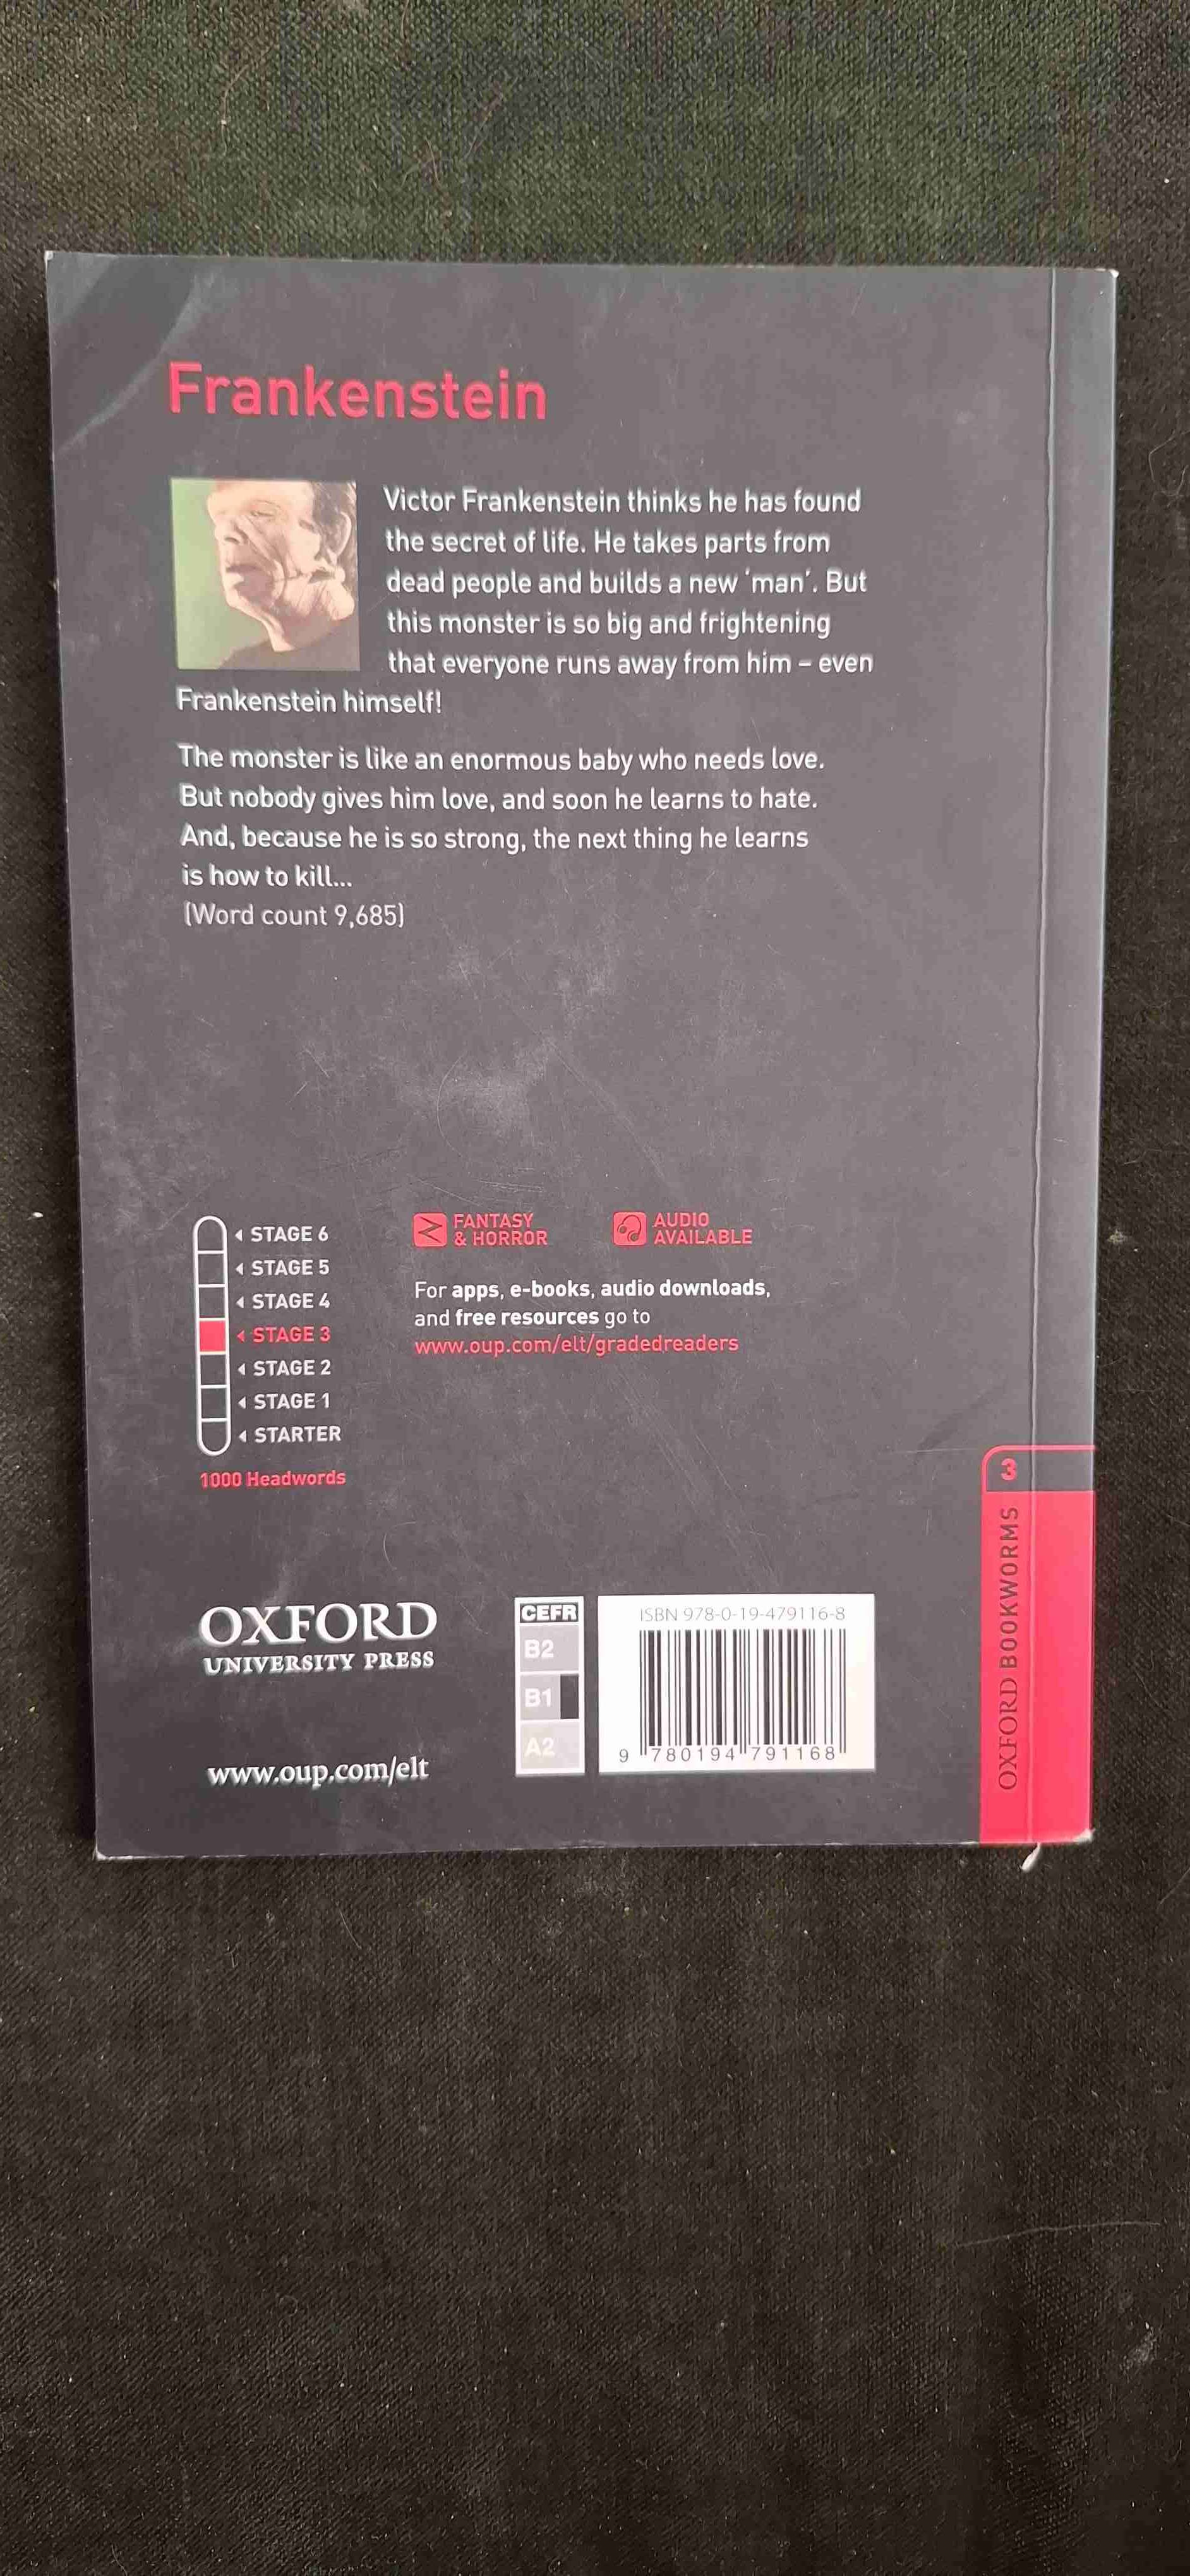 Frankenstein
Victor Frankenstein thinks he has found
the secret of life. He takes parts from
dead people and builds a new ‘man’. But
this monster is so big and frightening
that everyone runs away from him – even
Frankenstein himself!
The monster is like an enormous baby who needs love.
But nobody gives him love, and soon he learns to hate.
And, because he is so strong, the next thing he learns
is how to kill...
(Word count 9,685)
STAGE 6
STAGE 5
STAGE 4
STAGE 3
STAGE 2
STAGE 1
STARTER
1000 Headwords
FANTASY
& HORROR
AUDIO
AVAILABLE
For apps, e-books, audio downloads,
and free resources go to
www.oup.com/elt/gradedreaders
OXFORD
UNIVERSITY PRESS
www.oup.com/elt
CEFR
B2
B1
A2
ISBN 978-0-19-479116-8
9 780194 791168
3
OXFORD BOOKWORMS